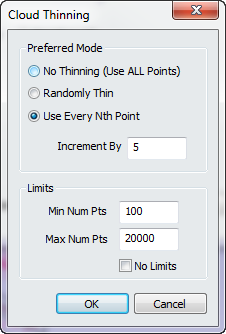 Cloud Thinning
Preferred Mode
No Thinning (Use ALL Points)
Randomly Thin
Use Every Nth Point
Increment By 5
Limits
Min Num Pts 100
Max Num Pts 20000
No Limits
OK Cancel